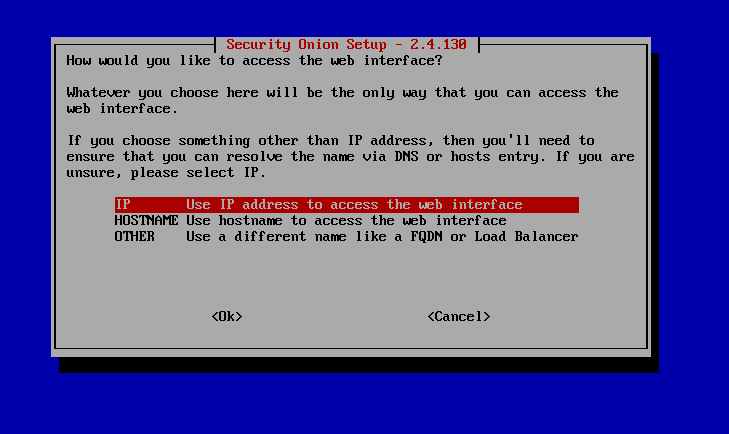 Security Onion Setup - 2.4.130
How would you like to access the web interface?
Whatever you choose here will be the only way that you can access the
web interface.
If you choose something other than IP address, then you'll need to
ensure that you can resolve the name via DNS or hosts entry. If you are
unsure, please select IP.
IP Use IP address to access the web interface
HOSTNAME Use hostname to access the web interface
OTHER Use a different name like a FQDN or Load Balancer
<Ok> <Cancel>